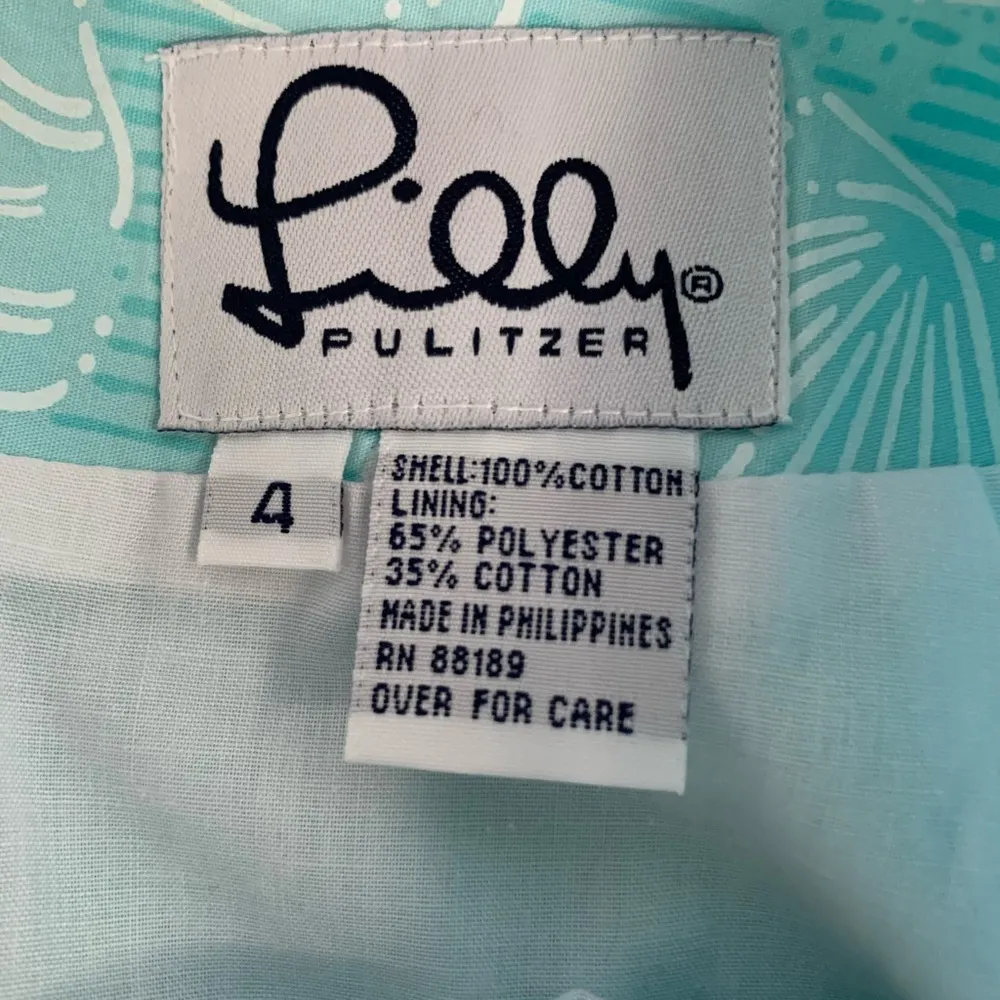 Lilly®
PULITZER
4
SHELL:100%COTTON
LINING:
65% POLYESTER
35% COTTON
MADE IN PHILIPPINES
RN 88189
OVER FOR CARE